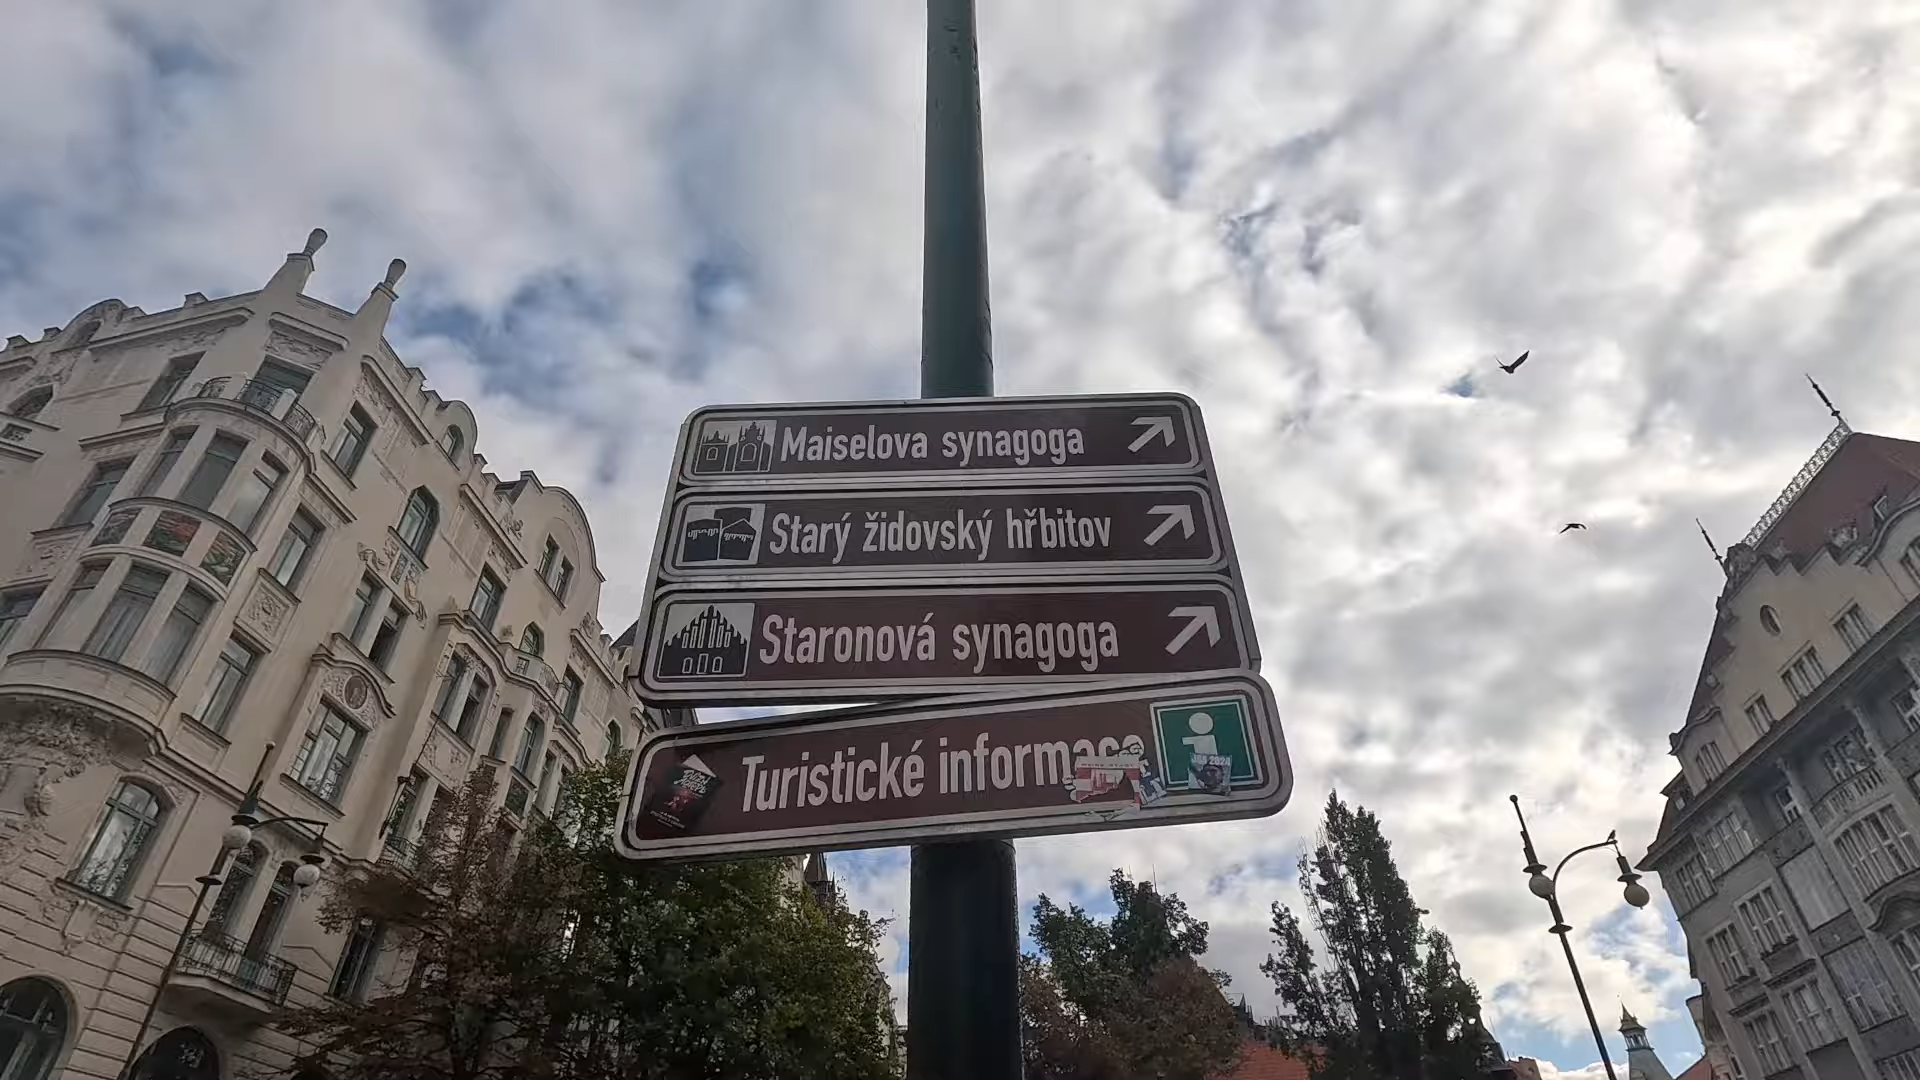 Maiselova synagoga
Starý židovský hřbitov
Staronová synagoga
Turistické informace